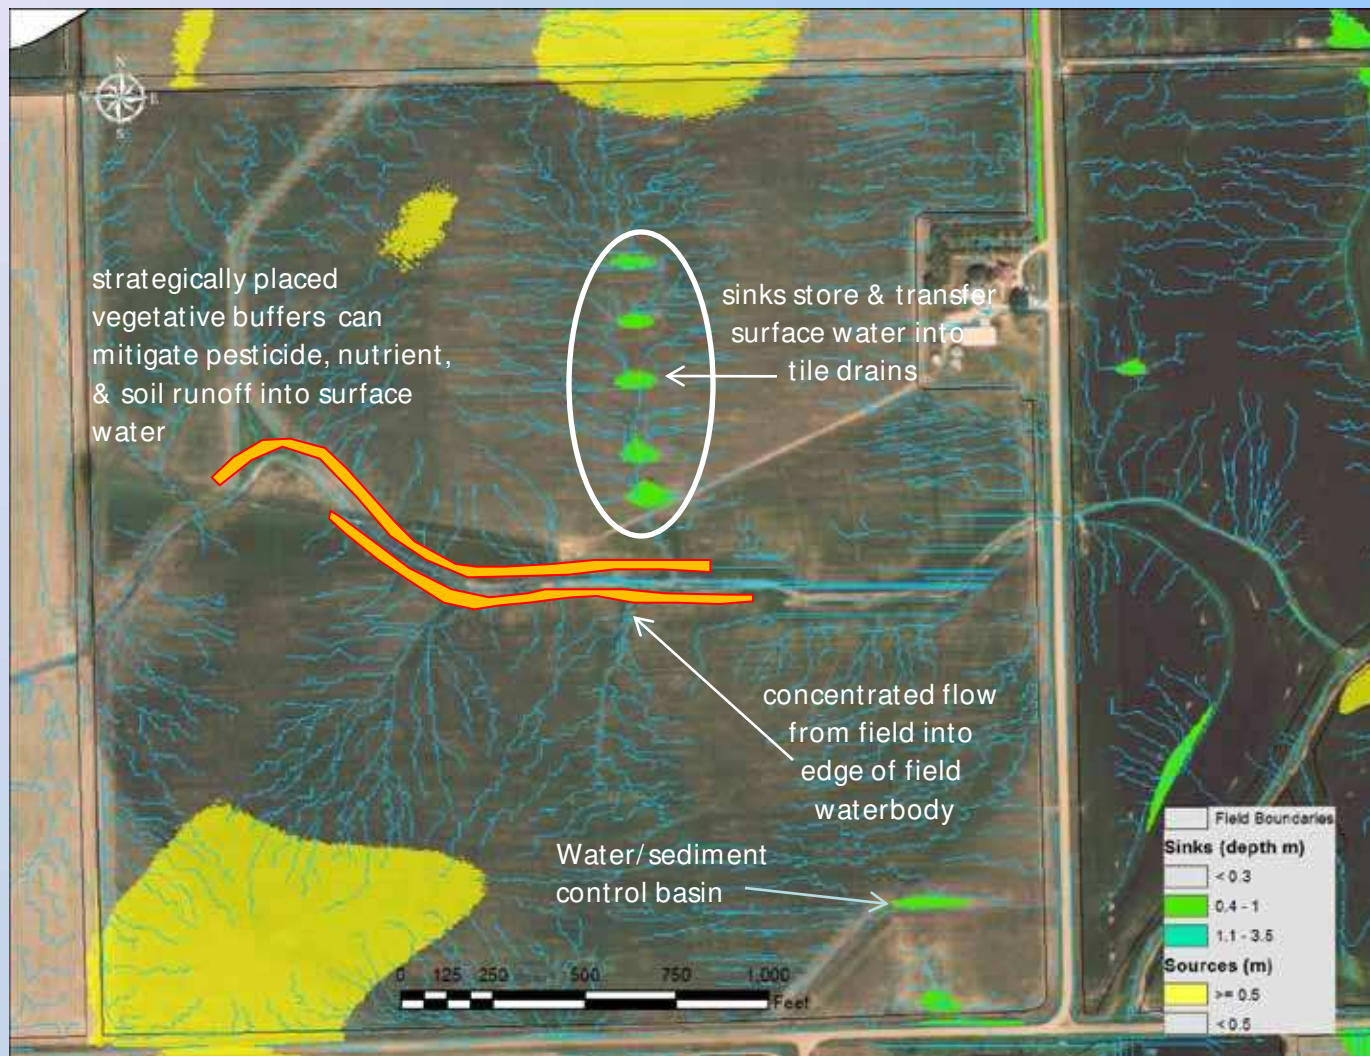 N
E
S
strategically placed
vegetative buffers can
mitigate pesticide, nutrient,
& soil runoff into surface
water
sinks store & transfer
surface water into
tile drains
concentrated flow
from field into
edge of field
waterbody
Water/sediment
control basin
0 125 250 500 750 1,000
Feet
Field Boundaries
Sinks (depth m)
< 0.3
0.4 - 1
1.1 - 3.5
Sources (m)
>= 0.5
< 0.5